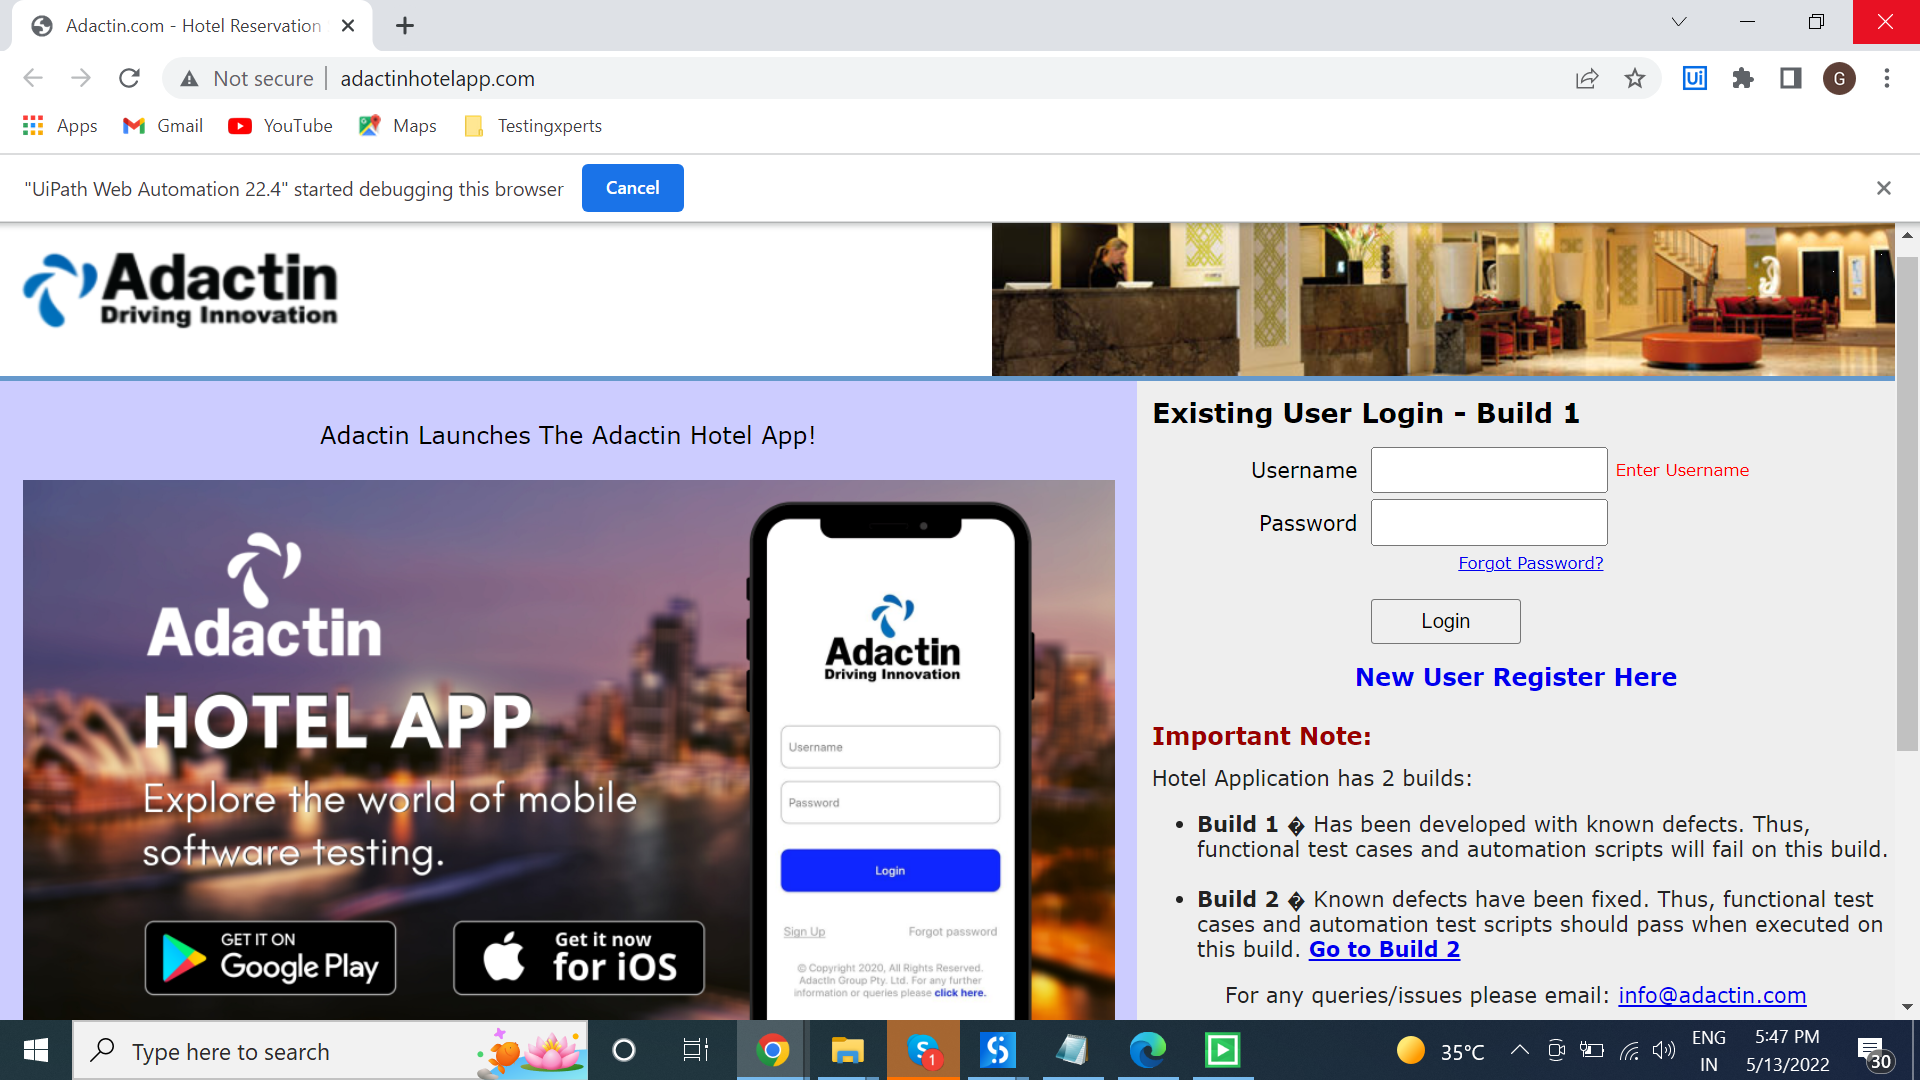 Adactin.com - Hotel Reservation
Not secure
adactinhotelapp.com
Ui
G
Apps
Gmail
YouTube
Maps
Testingxperts
"UiPath Web Automation 22.4" started debugging this browser
Cancel
Adactin
Driving Innovation
Adactin Launches The Adactin Hotel App!
Adactin
HOTEL APP
Explore the world of mobile
software testing.
GET IT ON
Google Play
Get it now
for iOS
Adactin
Driving Innovation
Username
Password
Login
Sign Up
Forgot password
© Copyright 2020, All Rights Reserved.
AdactIn Group Pty. Ltd. For any further
information or queries please click here.
Existing User Login - Build 1
Username
Enter Username
Password
Forgot Password?
Login
New User Register Here
Important Note:
Hotel Application has 2 builds:
• Build 1 � Has been developed with known defects. Thus,
functional test cases and automation scripts will fail on this build.
• Build 2 � Known defects have been fixed. Thus, functional test
cases and automation test scripts should pass when executed on
this build. Go to Build 2
For any queries/issues please email: info@adactin.com
Type here to search
S
1
35°C
ENG
IN
5:47 PM
5/13/2022
30